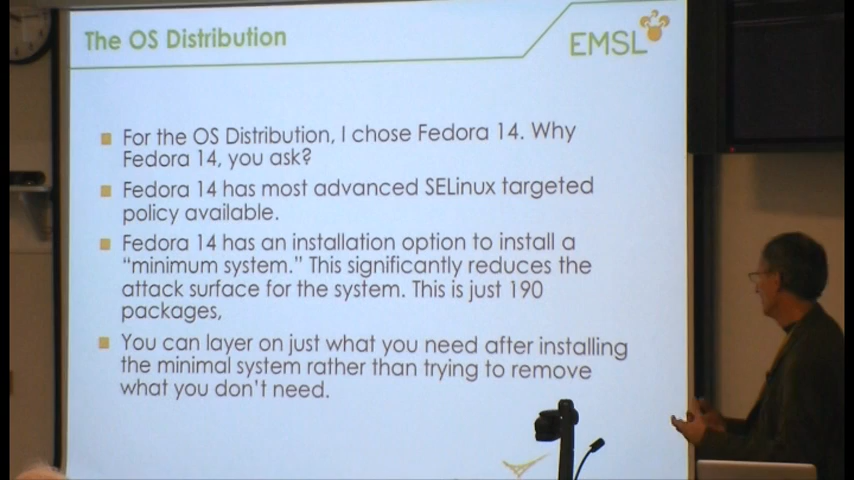 The OS Distribution
EMSL
For the OS Distribution, I chose Fedora 14. Why
Fedora 14, you ask?
Fedora 14 has most advanced SELinux targeted
policy available.
Fedora 14 has an installation option to install a
“minimum system.” This significantly reduces the
attack surface for the system. This is just 190
packages,
You can layer on just what you need after installing
the minimal system rather than trying to remove
what you don’t need.